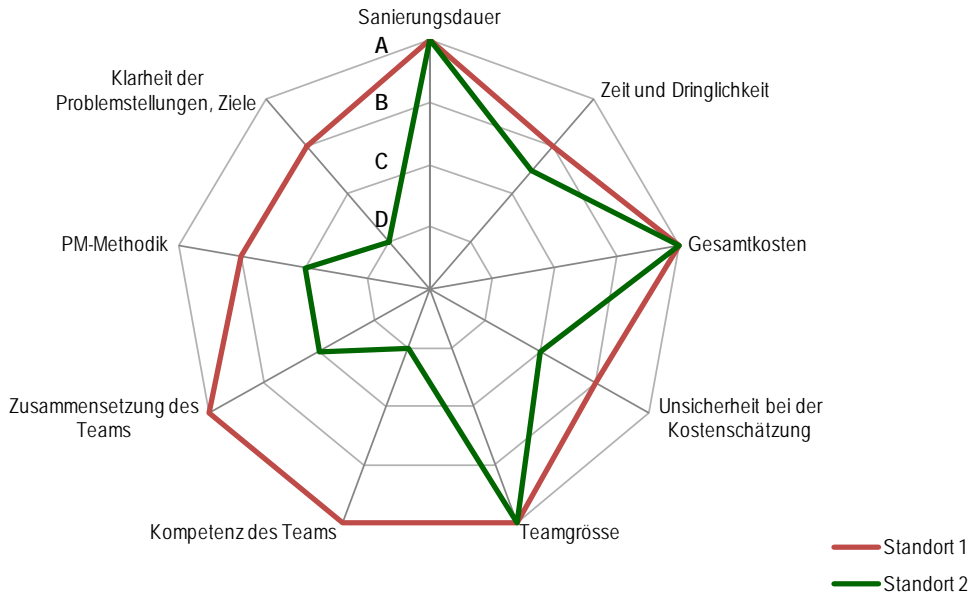 Sanierungsdauer
A
Klarheit der
Problemstellungen, Ziele
Zeit und Dringlichkeit
B
C
D
PM-Methodik
Gesamtkosten
Zusammensetzung des
Teams
Unsicherheit bei der
Kostenschätzung
Kompetenz des Teams
Teamgrösse
Standort 1
Standort 2